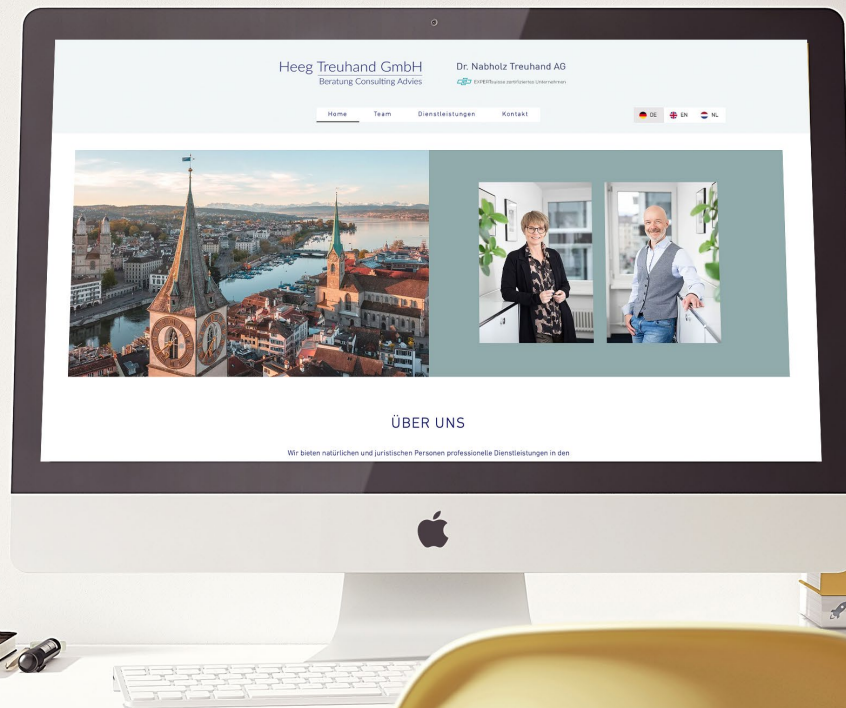 Heeg Treuhand GmbH
Beratung Consulting Advies
Dr. Nabholz Treuhand AG
EXPERTsuisse zertifiziertes Unternehmen
Home Team Dienstleistungen Kontakt
DE EN NL
ÜBER UNS
Wir bieten natürlichen und juristischen Personen professionelle Dienstleistungen in den